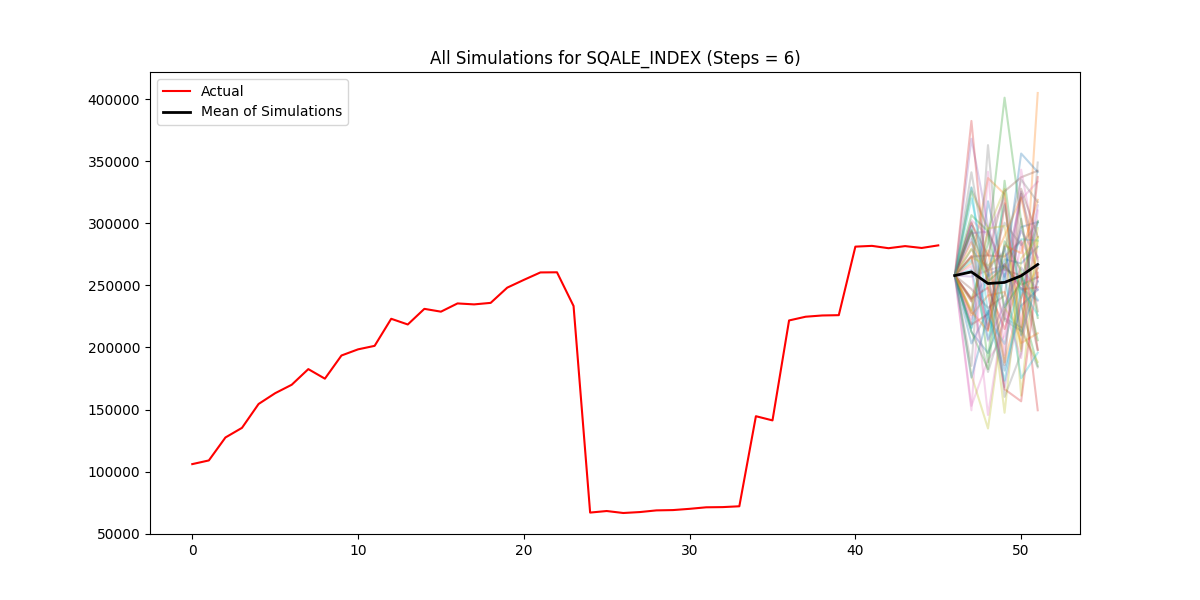 All Simulations for SQALE_INDEX (Steps = 6)
Actual
Mean of Simulations
400000
350000
300000
250000
200000
150000
100000
50000
0 10 20 30 40 50